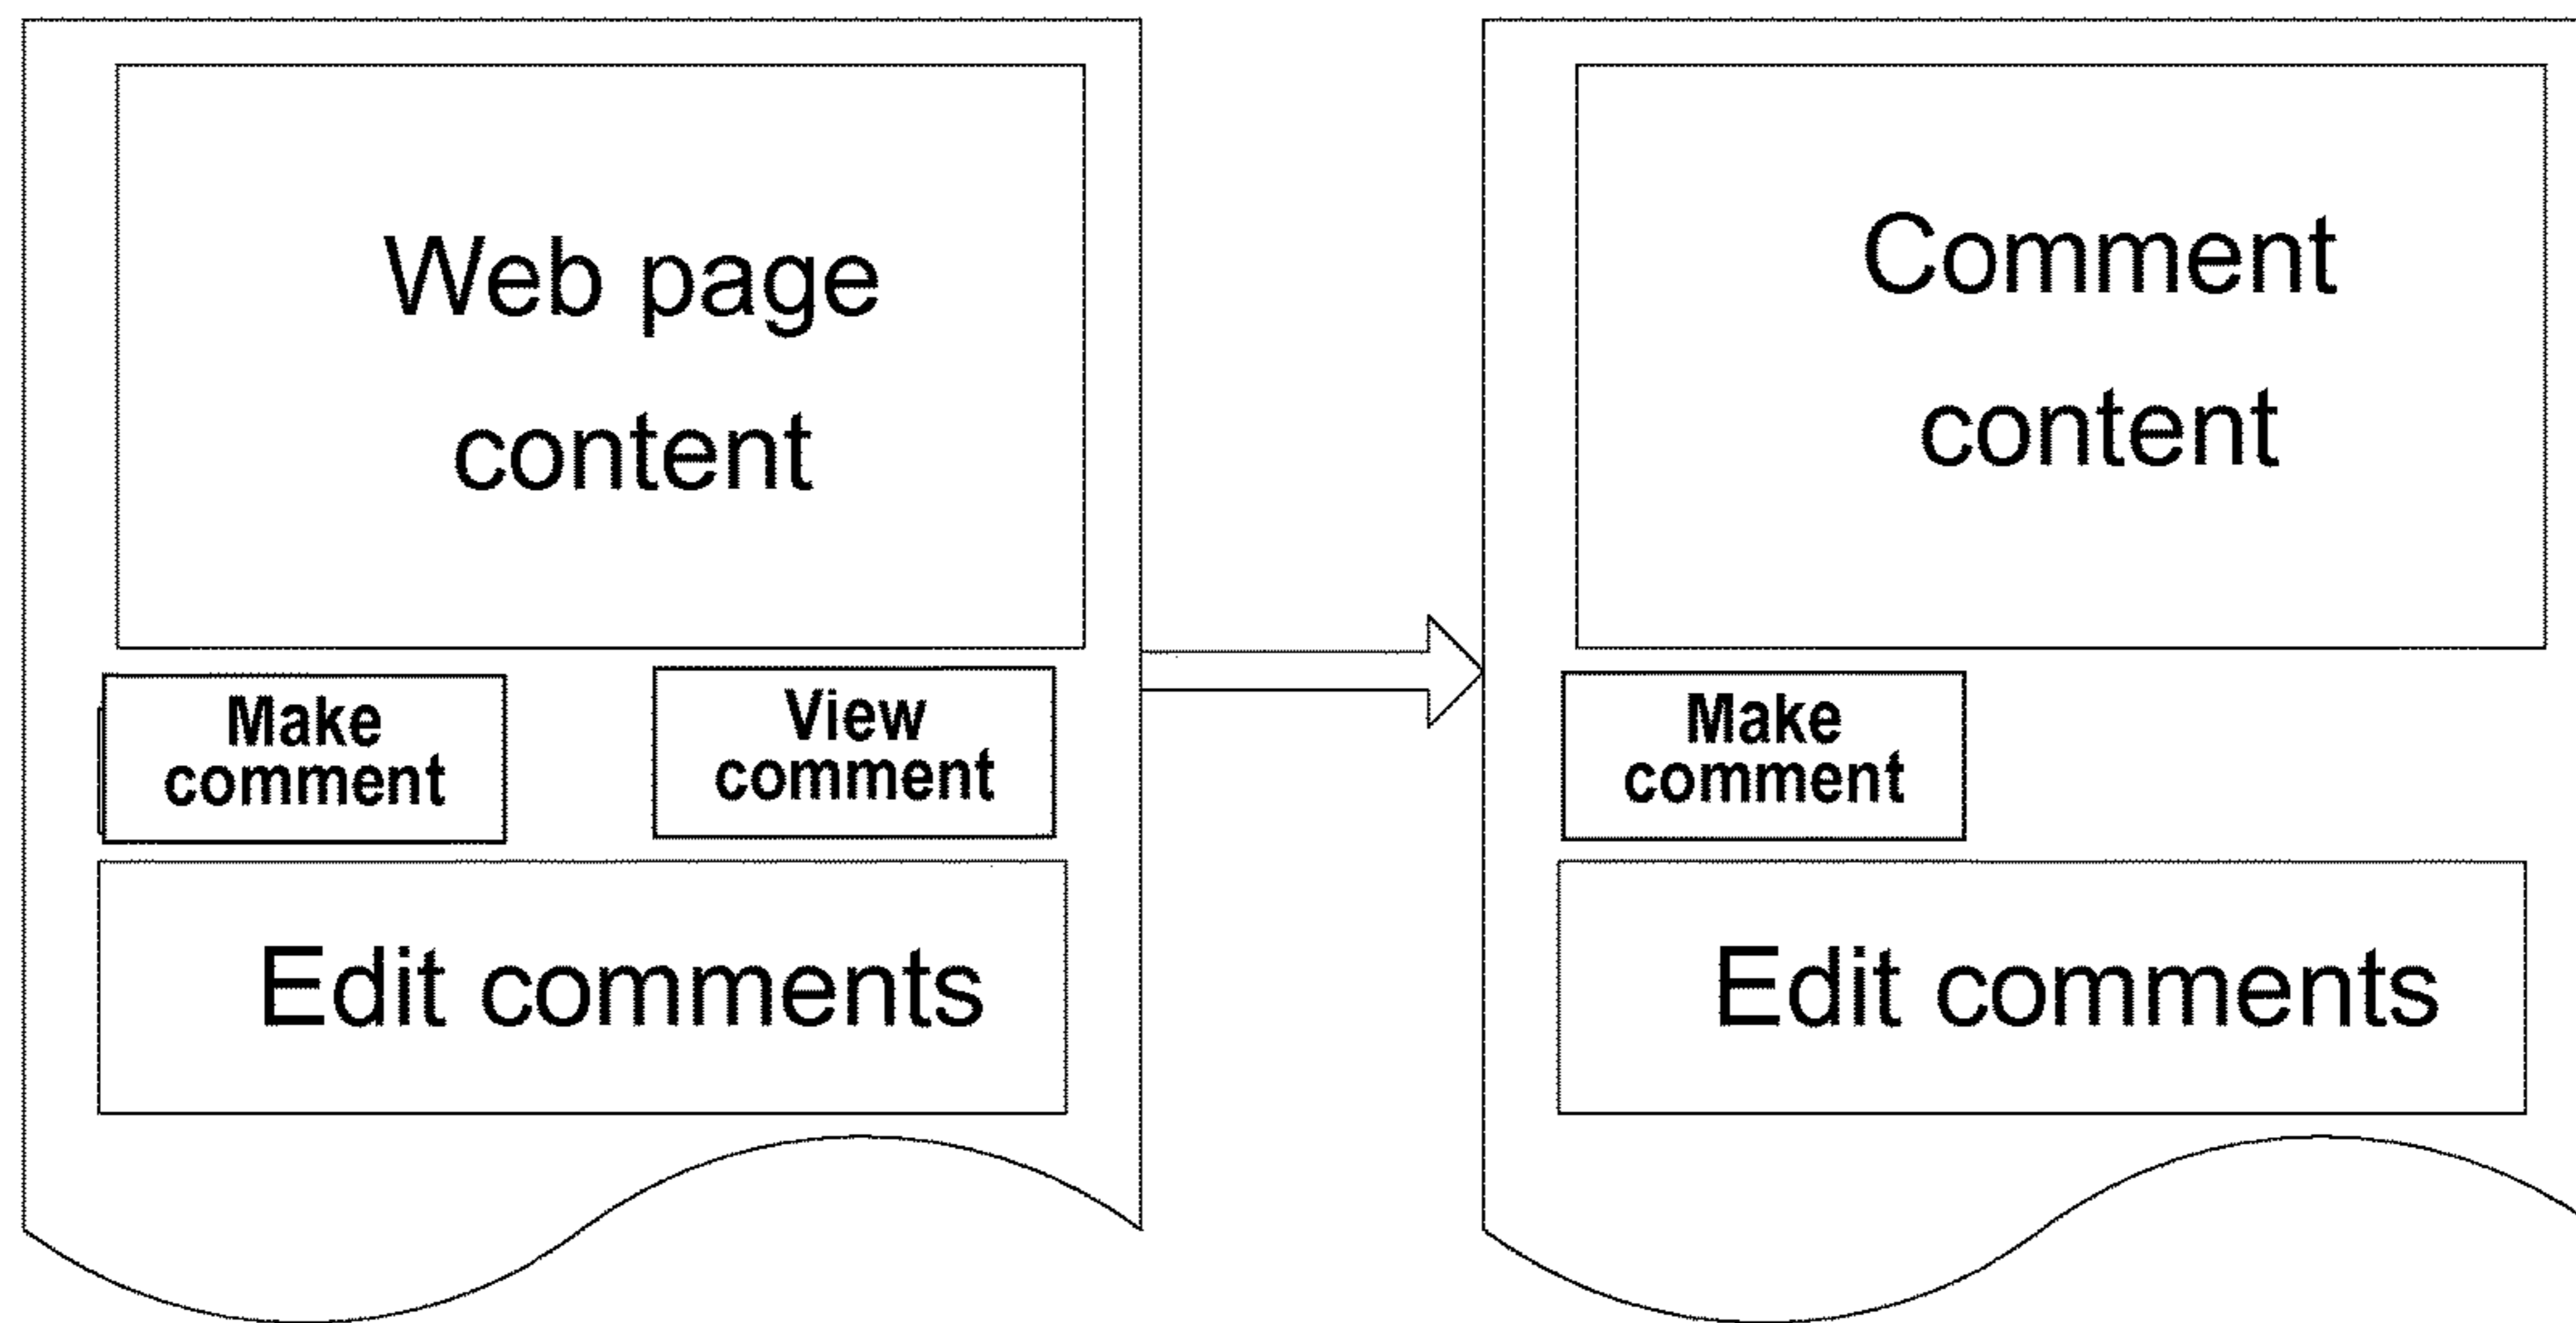 Web page
content
Make
comment
View
comment
Edit comments
Comment
content
Make
comment
Edit comments